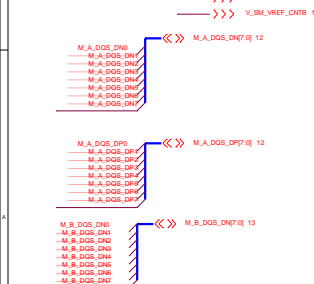 V_SM_VREF_CNTB 1
M_A_DQS_DN[7:0] 12
M_A_DQS_DN0
M_A_DQS_DN1
M_A_DQS_DN2
M_A_DQS_DN3
M_A_DQS_DN4
M_A_DQS_DN5
M_A_DQS_DN6
M_A_DQS_DN7
M_A_DQS_DP[7:0] 12
M_A_DQS_DP0
M_A_DQS_DP1
M_A_DQS_DP2
M_A_DQS_DP3
M_A_DQS_DP4
M_A_DQS_DP5
M_A_DQS_DP6
M_A_DQS_DP7
A
M_B_DQS_DN[7:0] 13
M_B_DQS_DN0
M_B_DQS_DN1
M_B_DQS_DN2
M_B_DQS_DN3
M_B_DQS_DN4
M_B_DQS_DN5
M_B_DQS_DN6
M_B_DQS_DN7